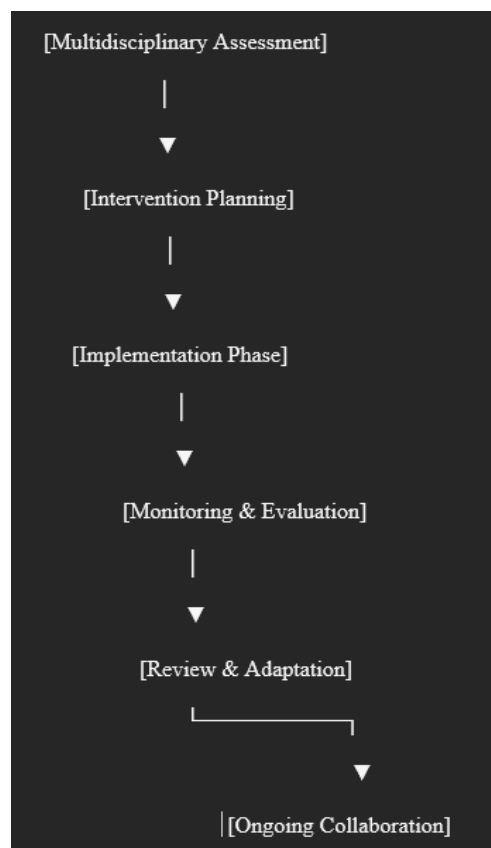 [Multidisciplinary Assessment]
[Intervention Planning]
[Implementation Phase]
[Monitoring & Evaluation]
[Review & Adaptation]
[Ongoing Collaboration]